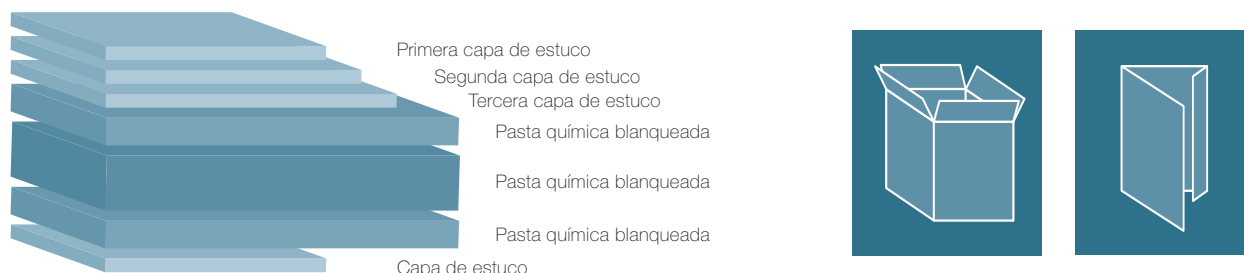 Primera capa de estuco
Segunda capa de estuco
Tercera capa de estuco
Pasta química blanqueada
Pasta química blanqueada
Pasta química blanqueada
Capa de estuco